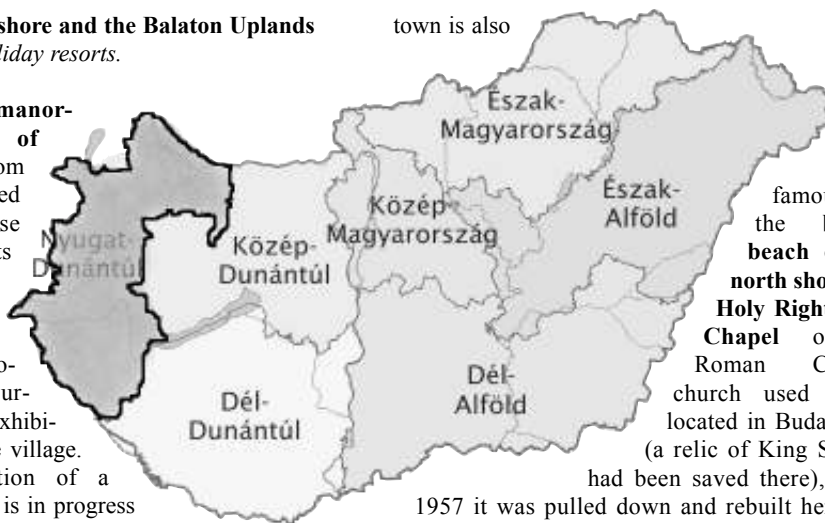 shore and the Balaton Uplands
liday resorts.
manor-
of
om
ed
se
ts
o-
ur-
xhibi-
e village.
tion of a
is in progress
Nyugat-
Dunántúl
Közép-
Dunántúl
Dél-
Dunántúl
Közép-
Magyarország
Észak-
Magyarország
Észak-
Alföld
Dél-
Alföld
town is also
famou
the b
beach o
north sho
Holy Right
Chapel o
Roman C
church used
located in Buda
(a relic of King S
had been saved there),
1957 it was pulled down and rebuilt he